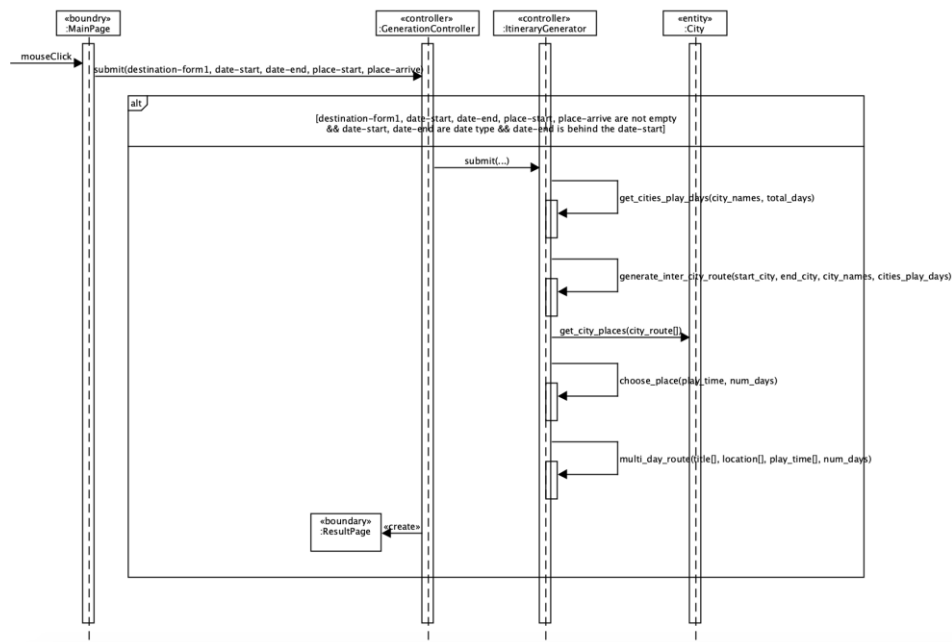 «boundry»
:MainPage
«controller»
:GenerationController
«controller»
:ItineraryGenerator
«entity»
:City
mouseClick
submit(destination-form1, date-start, date-end, place-start, place-arrive)
alt
[destination-form1, date-start, date-end, place-start, place-arrive are not empty
&& date-start, date-end are date type && date-end is behind the date-start]
submit(...)
get_cities_play_days(city_names, total_days)
generate_inter_city_route(start_city, end_city, city_names, cities_play_days)
get_city_places(city_route[])
choose_place(play_time, num_days)
multi_day_route(title[], location[], play_time[], num_days)
«boundary»
:ResultPage
«create»